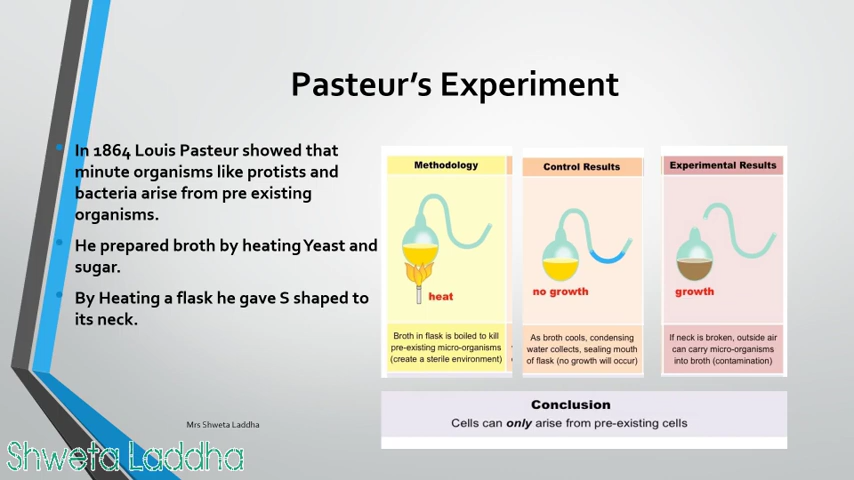 Pasteur's Experiment
In 1864 Louis Pasteur showed that
minute organisms like protists and
bacteria arise from pre existing
organisms.
He prepared broth by heating Yeast and
sugar.
By Heating a flask he gave S shaped to
its neck.
Methodology
heat
Broth in flask is boiled to kill
pre-existing micro-organisms
(create a sterile environment)
Control Results
no growth
As broth cools, condensing
water collects, sealing mouth
of flask (no growth will occur)
Experimental Results
growth
If neck is broken, outside air
can carry micro-organisms
into broth (contamination)
Conclusion
Cells can only arise from pre-existing cells
Mrs Shweta Laddha
Shweta Laddha